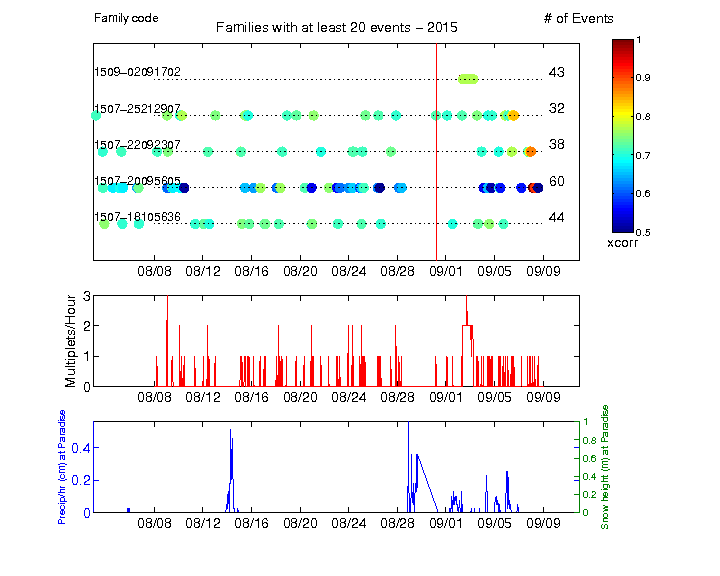 Family code
# of Events
Families with at least 20 events – 2015
1509–02091702
43
1507–25212907
32
1507–22092307
38
1507–20095605
60
1507–18105636
44
08/08 08/12 08/16 08/20 08/24 08/28 09/01 09/05 09/09
1
0.9
0.8
0.7
0.6
0.5
xcorr
Multiplets/Hour
3
2
1
0
08/08 08/12 08/16 08/20 08/24 08/28 09/01 09/05 09/09
Precip/hr (cm) at Paradise
0.4
0.2
0
1
0.8
0.6
0.4
0.2
0
Snow height (m) at Paradise
08/08 08/12 08/16 08/20 08/24 08/28 09/01 09/05 09/09